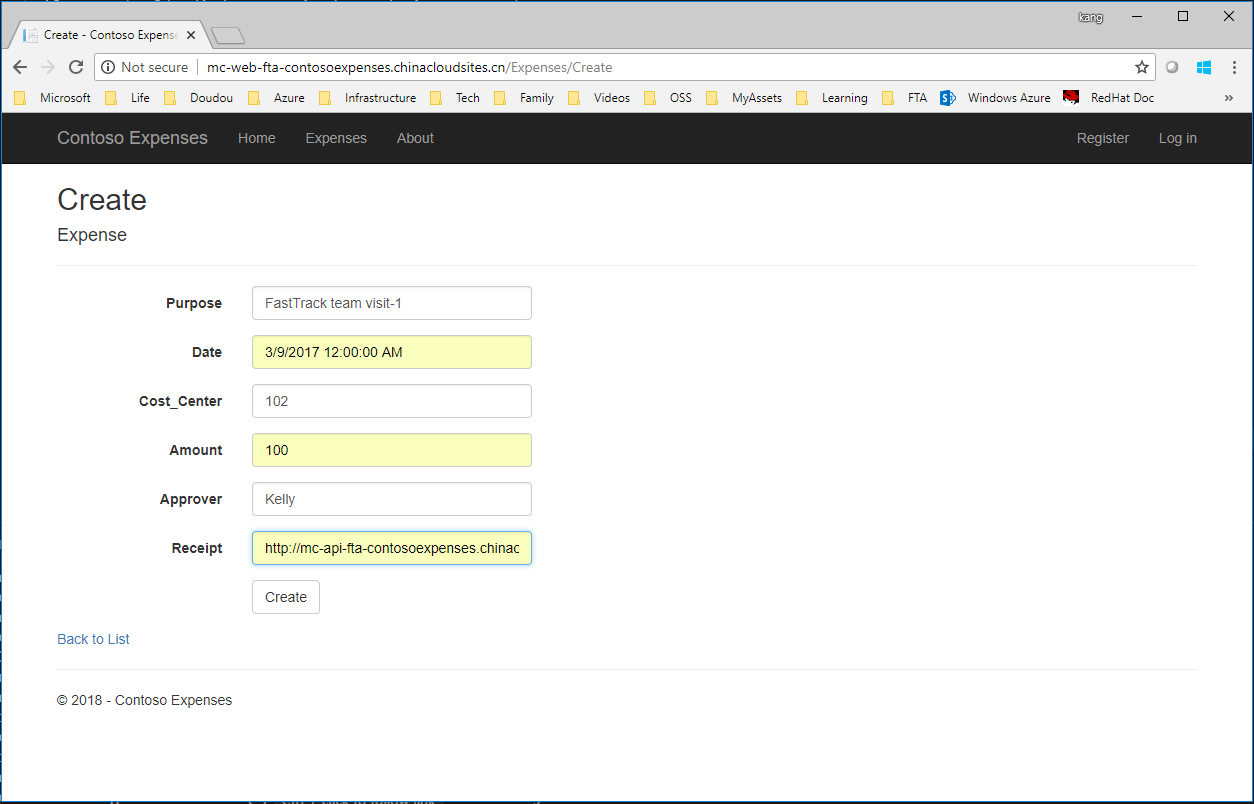 kang
Create - Contoso Expense
Not secure mc-web-fta-contosoexpenses.chinacloudsites.cn/Expenses/Create
Microsoft Life Doudou Azure Infrastructure Tech Family Videos OSS MyAssets Learning FTA Windows Azure RedHat Doc »
Contoso Expenses Home Expenses About Register Log in
Create
Expense
Purpose FastTrack team visit-1
Date 3/9/2017 12:00:00 AM
Cost_Center 102
Amount 100
Approver Kelly
Receipt http://mc-api-fta-contosoexpenses.chinac
Create
Back to List
© 2018 - Contoso Expenses